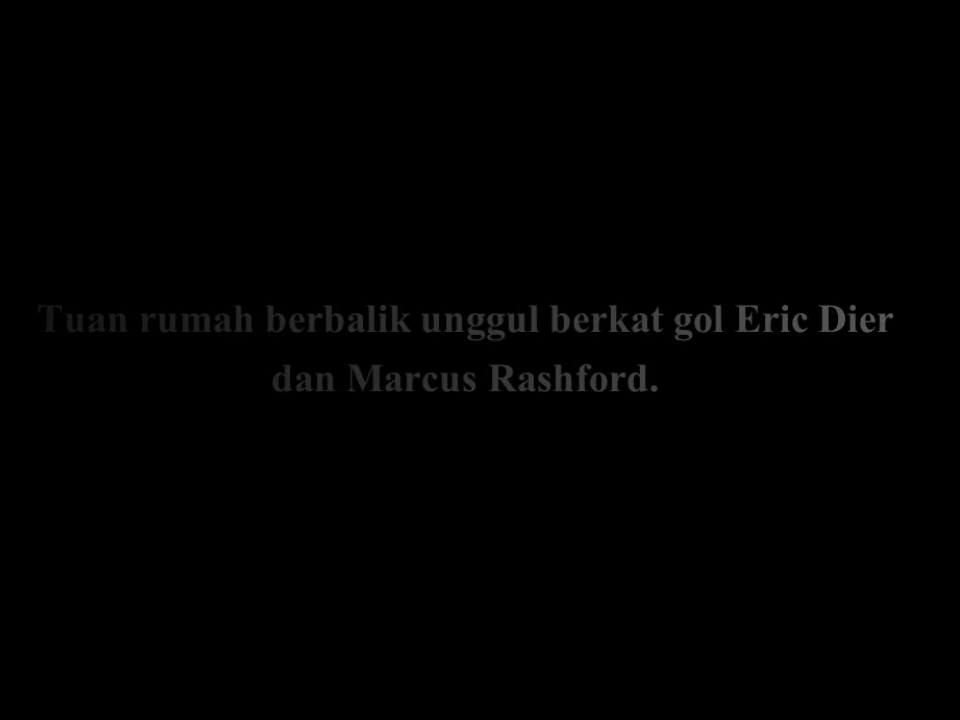 Tuan rumah berbalik unggul berkat gol Eric Dier
dan Marcus Rashford.